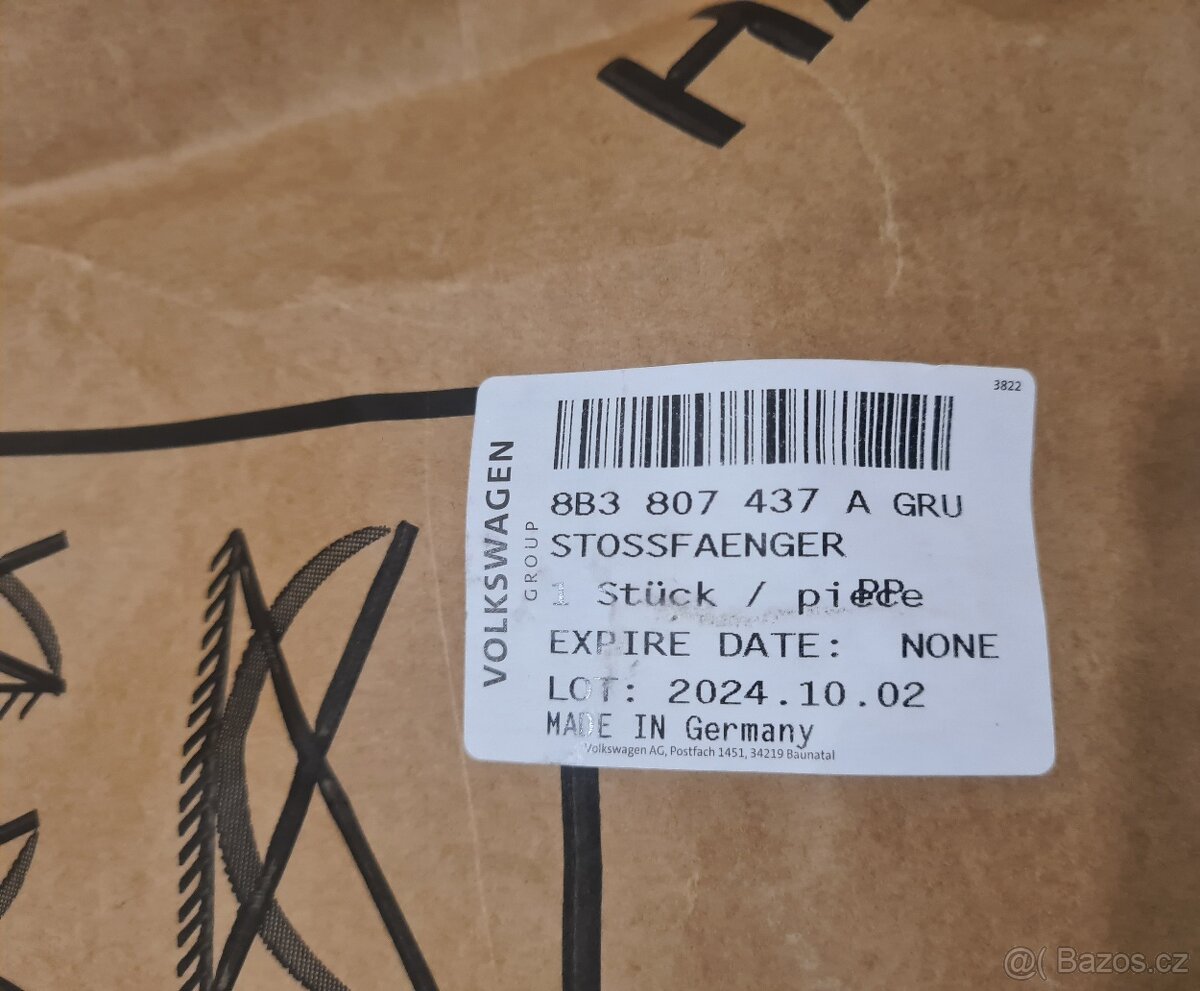 3822
VOLKSWAGEN
GROUP
8B3 807 437 A GRU
STOSSFAENGER
1 Stück / piece
PP
EXPIRE DATE: NONE
LOT: 2024.10.02
MADE IN Germany
Volkswagen AG, Postfach 1451, 34219 Baunatal
@( Bazos.cz